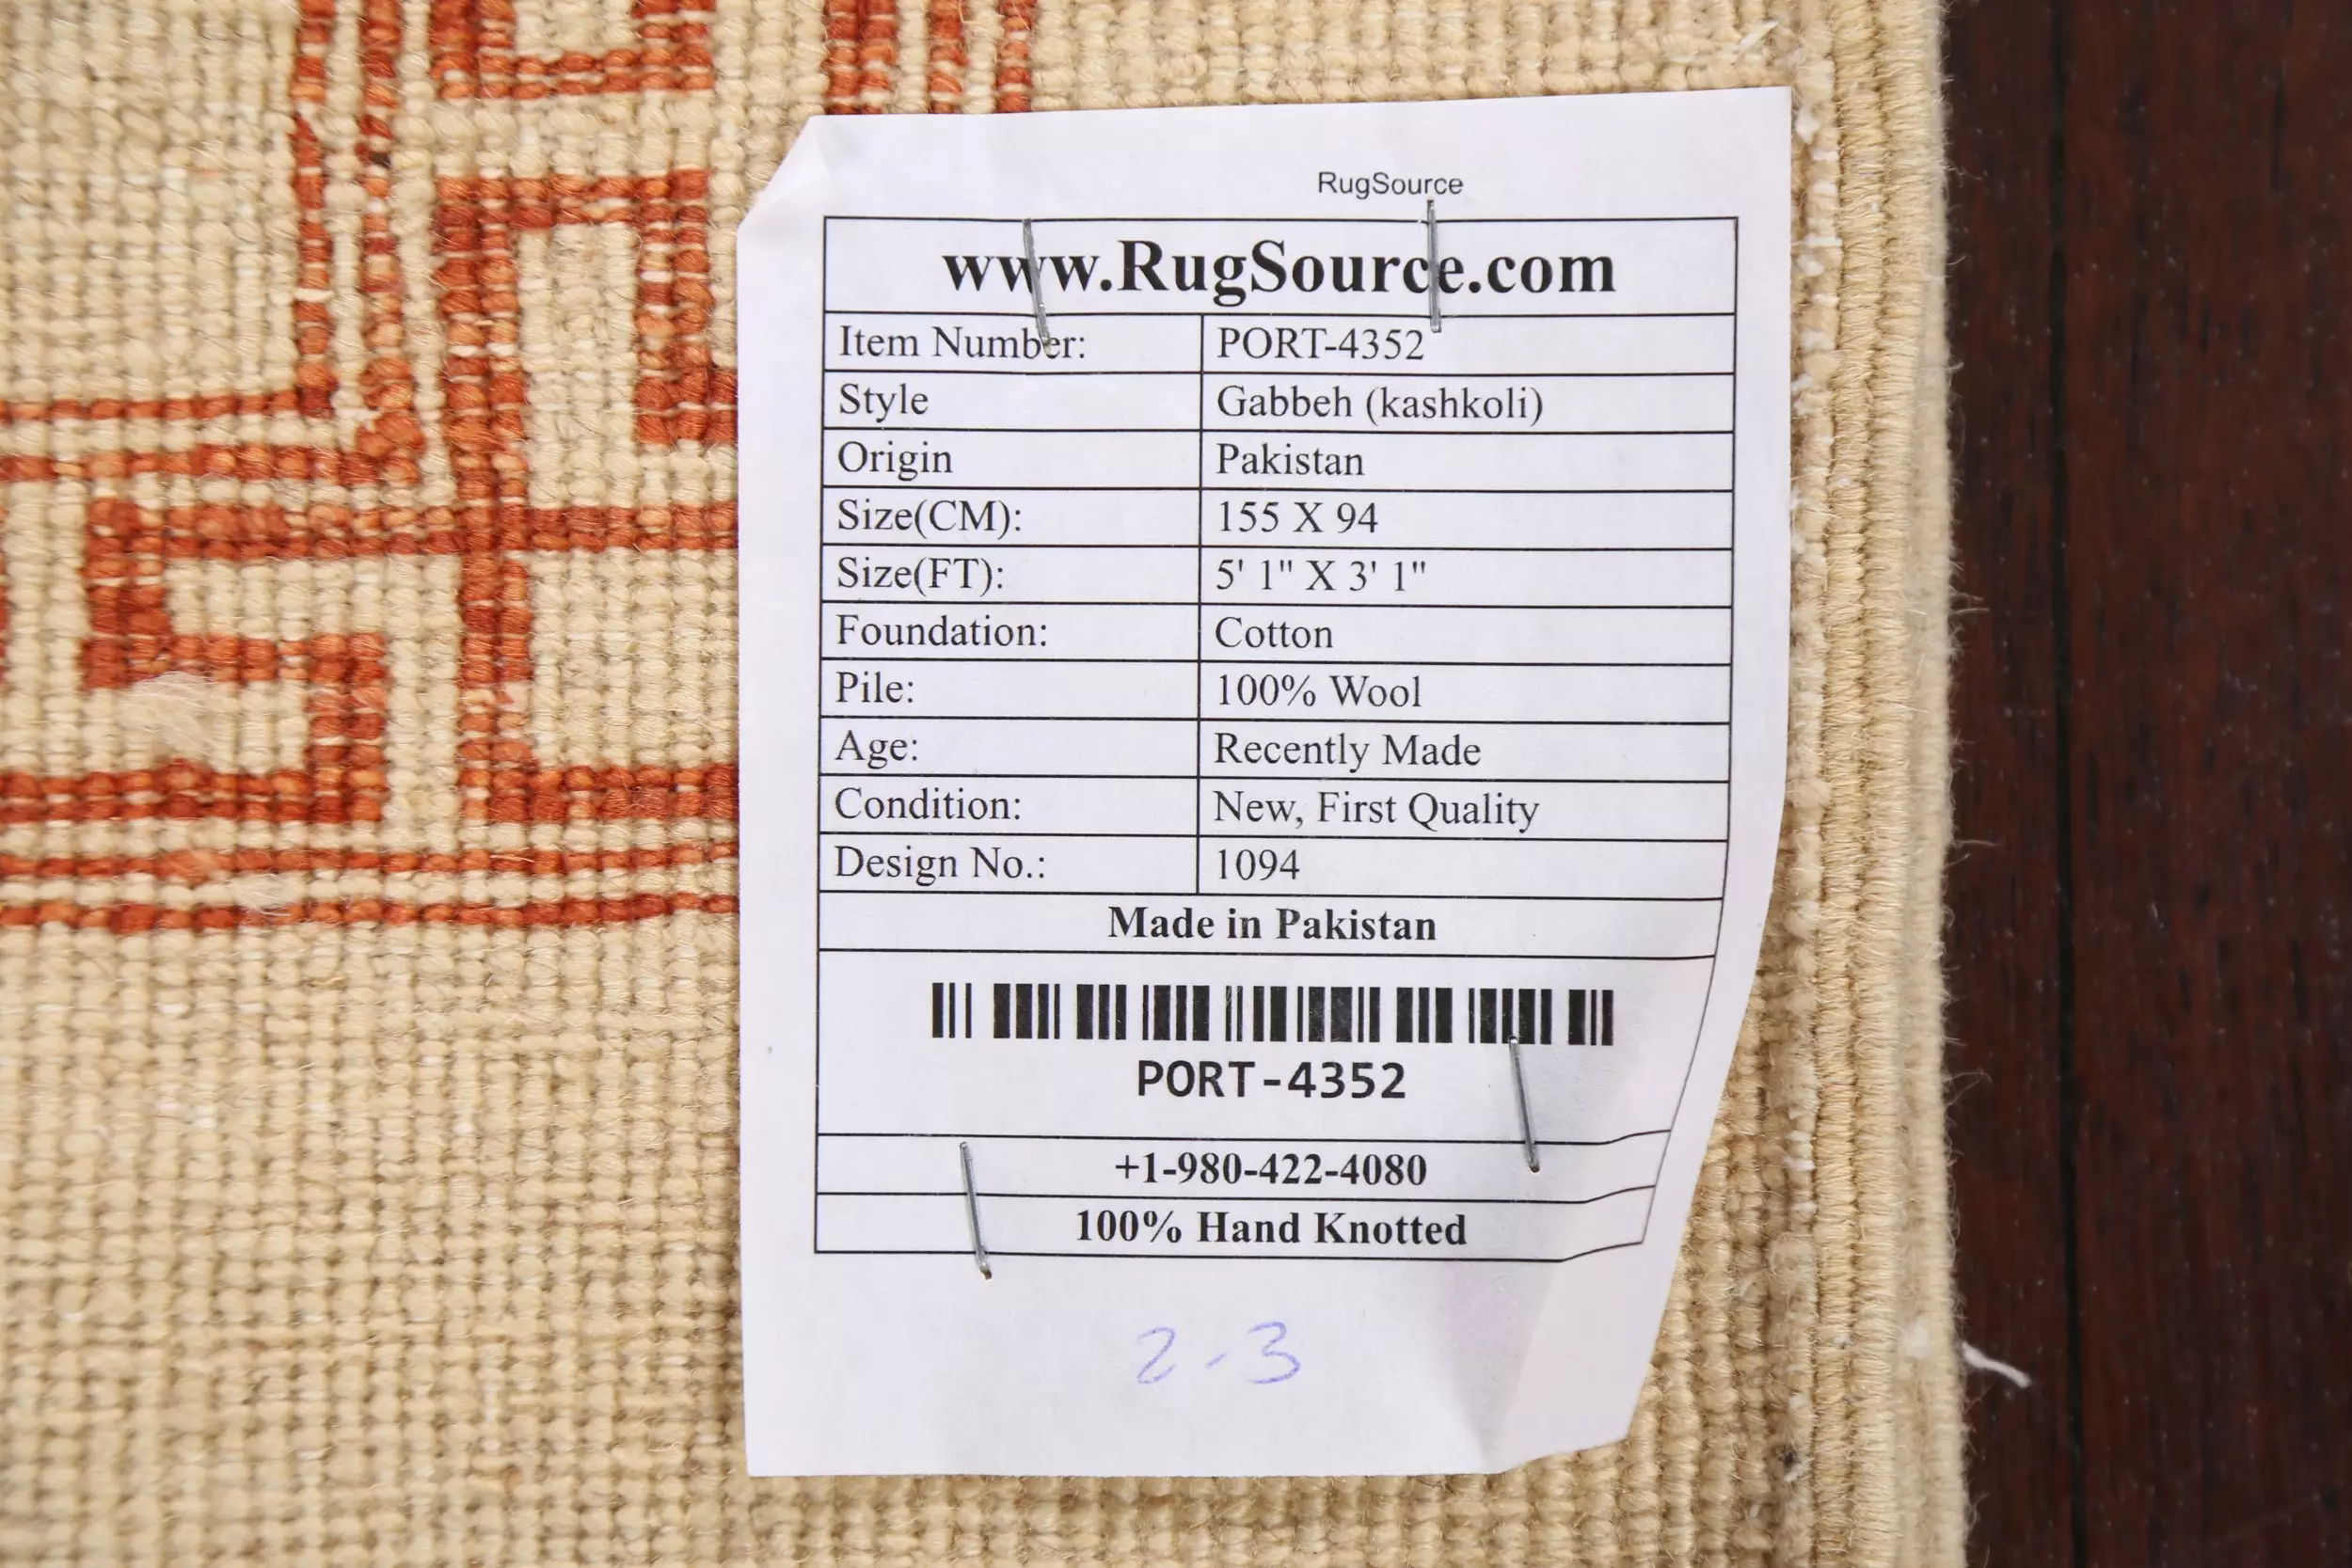 RugSource
www.RugSource.com
Item Number: PORT-4352
Style Gabbeh (kashkoli)
Origin Pakistan
Size(CM): 155 X 94
Size(FT): 5' 1" X 3' 1"
Foundation: Cotton
Pile: 100% Wool
Age: Recently Made
Condition: New, First Quality
Design No.: 1094
Made in Pakistan
PORT-4352
+1-980-422-4080
100% Hand Knotted
2-3